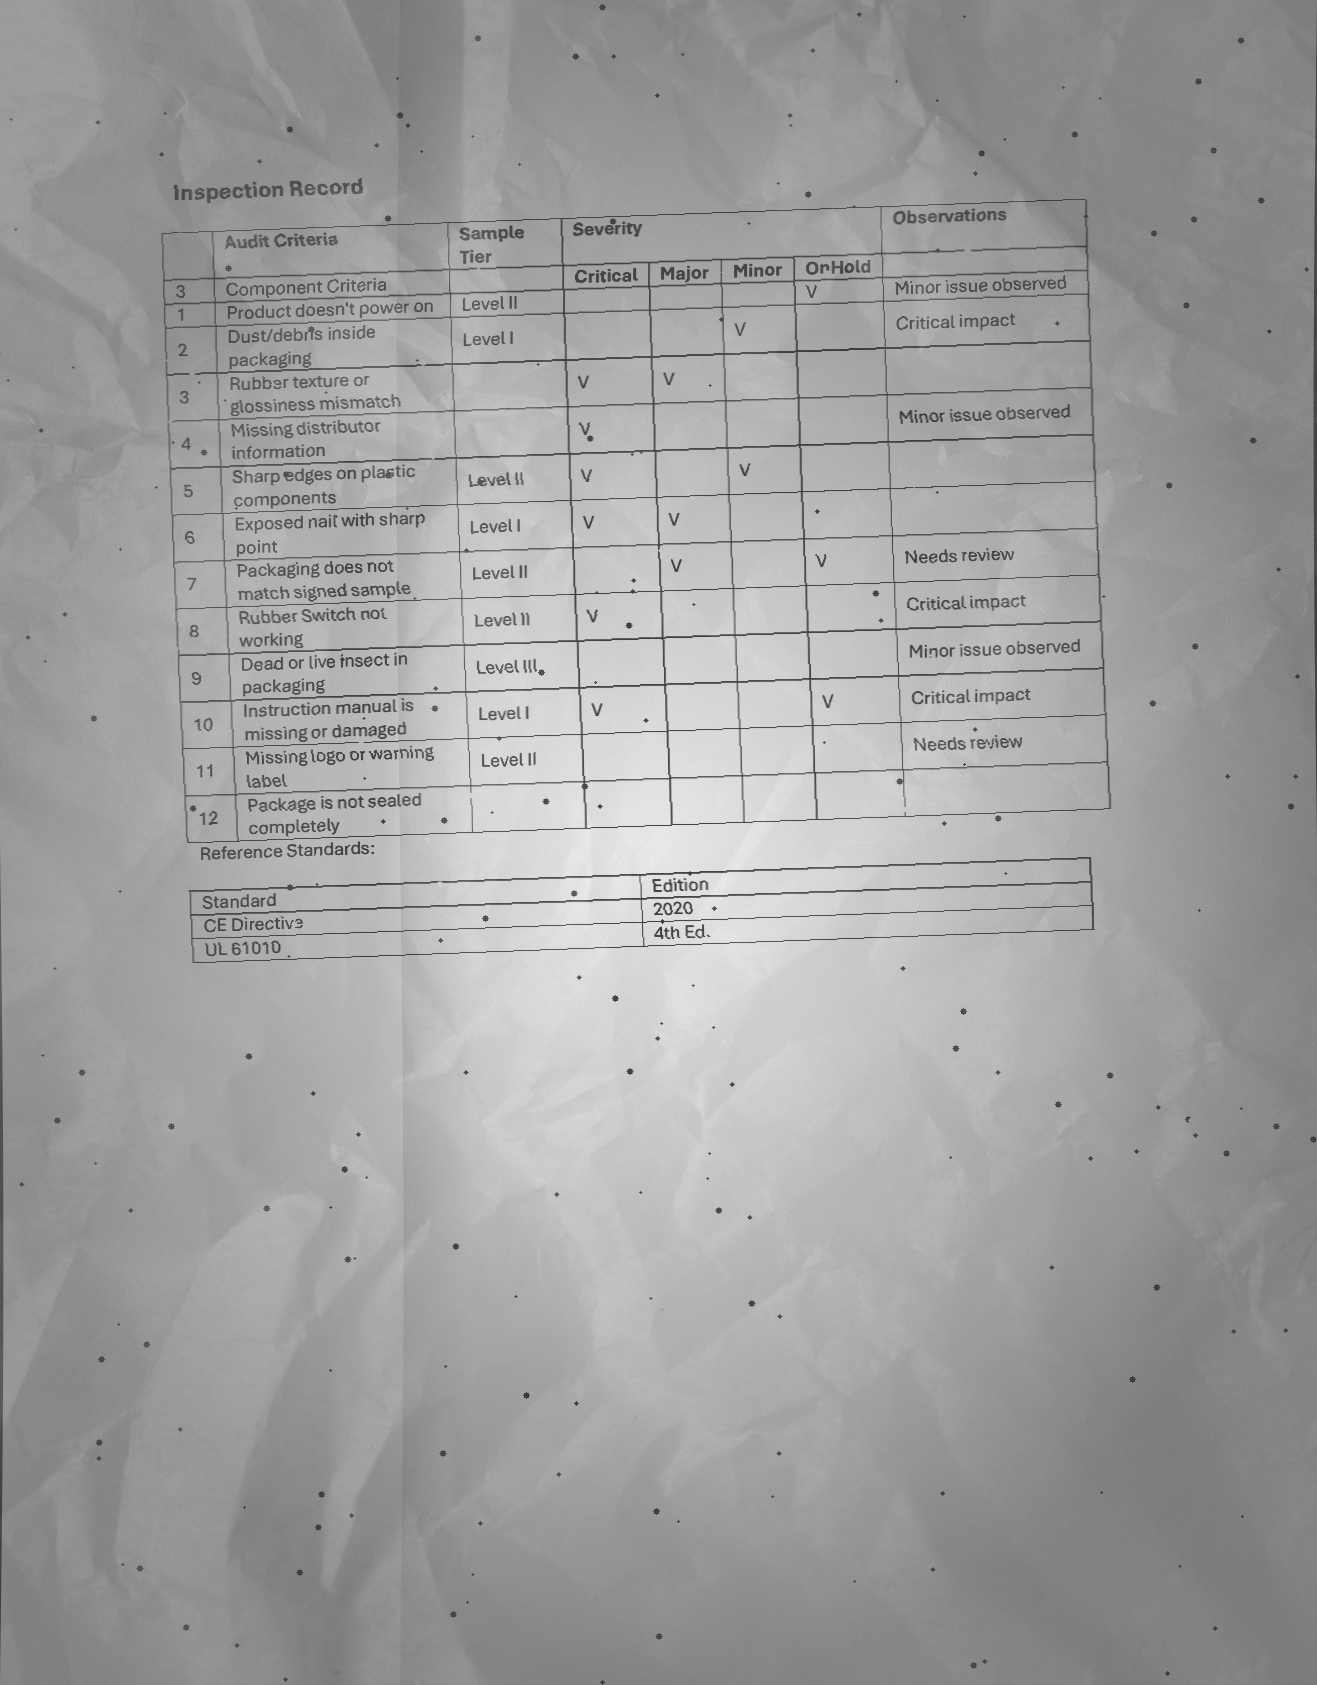 Inspection Record
Audit Criteria Sample Tier Severity Observations
Critical Major Minor OnHold
3 Component Criteria
1 Product doesn't power on Level II V Minor issue observed
2 Dust/debris inside packaging Level I V Critical impact
3 Rubber texture or glossiness mismatch V V
4 Missing distributor information V Minor issue observed
5 Sharp edges on plastic components Level II V V
6 Exposed nail with sharp point Level I V V
7 Packaging does not match signed sample Level II V V Needs review
8 Rubber Switch not working Level II V Critical impact
9 Dead or live insect in packaging Level III Minor issue observed
10 Instruction manual is missing or damaged Level I V V Critical impact
11 Missing logo or warning label Level II Needs review
12 Package is not sealed completely
Reference Standards:
Standard Edition
CE Directive 2020
UL 61010 4th Ed.